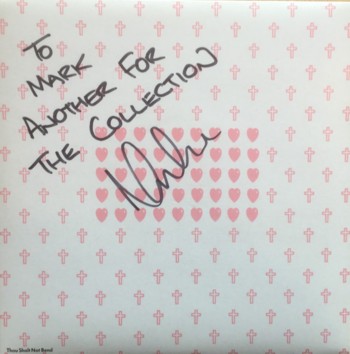 TO
MARK
ANOTHER FOR
THE COLLECTION
Thou Shalt Not Bend